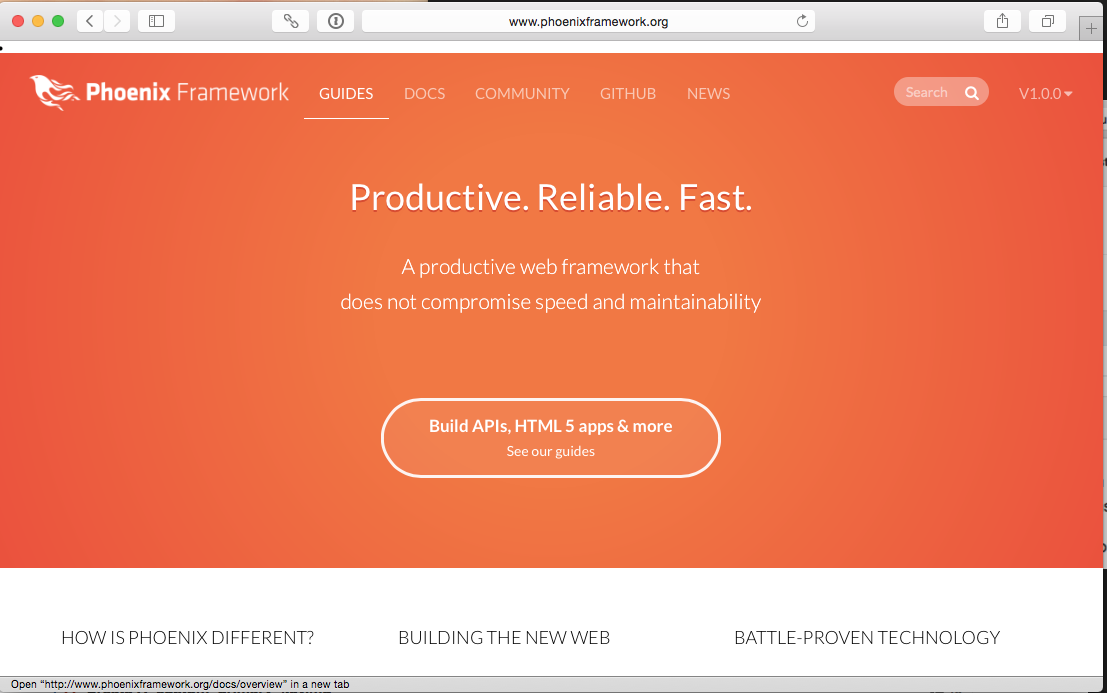 www.phoenixframework.org
Phoenix Framework GUIDES DOCS COMMUNITY GITHUB NEWS Search V1.0.0
Productive. Reliable. Fast.
A productive web framework that
does not compromise speed and maintainability
Build APIs, HTML 5 apps & more
See our guides
HOW IS PHOENIX DIFFERENT? BUILDING THE NEW WEB BATTLE-PROVEN TECHNOLOGY
Open “http://www.phoenixframework.org/docs/overview” in a new tab